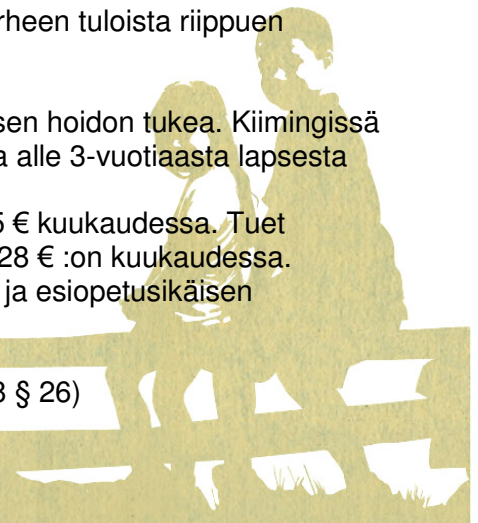 rheen tuloista riippuen
sen hoidon tukea. Kiimingissä
a alle 3-vuotiaasta lapsesta
5 € kuukaudessa. Tuet
28 € :on kuukaudessa.
ja esiopetusikäisen
3 § 26)